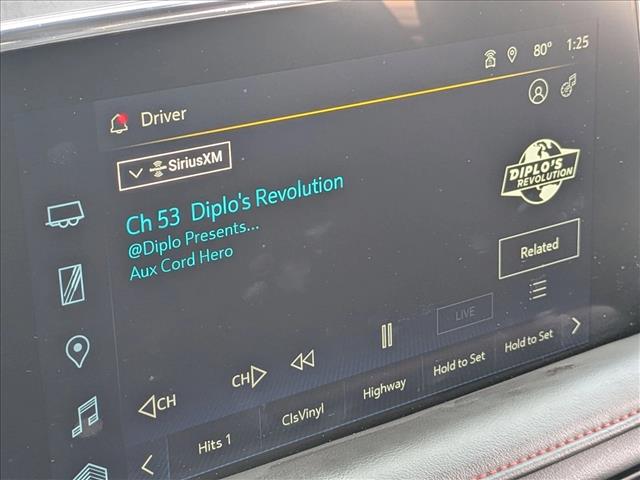 80° 1:25
Driver
SiriusXM
Ch 53 Diplo's Revolution
@Diplo Presents...
Aux Cord Hero
DIPLO'S
REVOLUTION
Related
LIVE
CH CH
Hits 1 ClsVinyl Highway Hold to Set Hold to Set